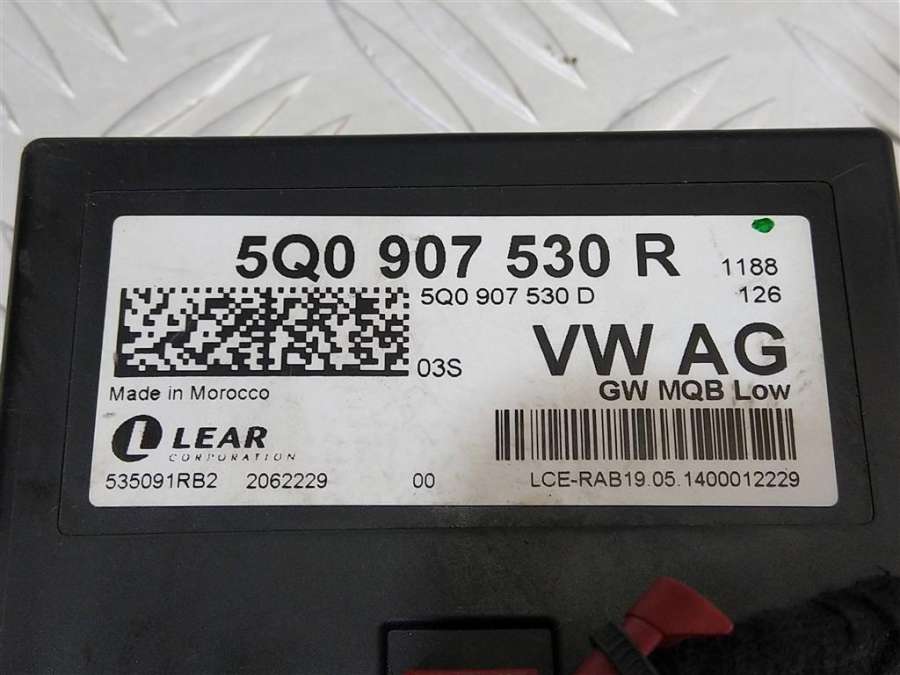 5Q0 907 530 R 1188
5Q0 907 530 D 126
03S VW AG
Made in Morocco GW MQB Low
LEAR
CORPORATION
535091RB2 2062229 00 LCE-RAB19.05.1400012229